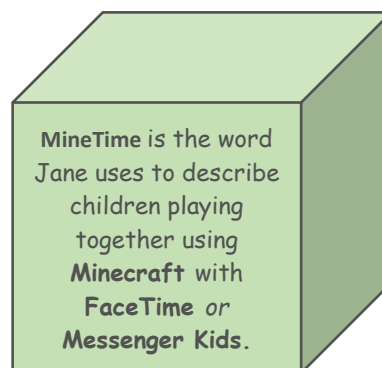 MineTime is the word
Jane uses to describe
children playing
together using
Minecraft with
FaceTime or
Messenger Kids.